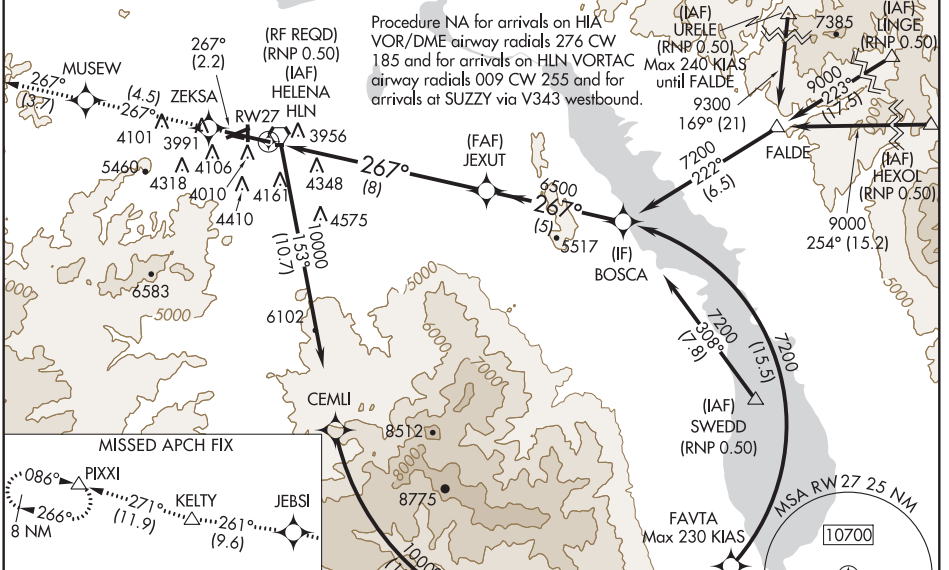 Procedure NA for arrivals on HIA
VOR/DME airway radials 276 CW
185 and for arrivals on HLN VORTAC
airway radials 009 CW 255 and for
arrivals at SUZZY via V343 westbound.
(IAF)
URELE
(RNP 0.50)
Max 240 KIAS
until FALDE
7385
(IAF)
LINGE
(RNP 0.50)
9000
223°
(17.5)
9300
169° (21)
FALDE
(IAF)
HEXOL
(RNP 0.50)
9000
254° (15.2)
7200
222°
(6.5)
267°
(3.7)
MUSEW
(4.5)
267°
ZEKSA
267°
(2.2)
(RF REQD)
(RNP 0.50)
(IAF)
HELENA
HLN
RW27
3956
4101
3991
4106
5460
4318
4010
4161
4348
4410
4575
267°
(8)
(FAF)
JEXUT
6500
267°
(5)
5517
(IF)
BOSCA
10000
153°
(10.7)
6583
5000
6102
5000
6000
7000
CEMLI
8512
8000
8775
7200
308°
(7.8)
7200
(15.5)
(IAF)
SWEDD
(RNP 0.50)
5000
FAVTA
Max 230 KIAS
MSA RW27 25 NM
10700
MISSED APCH FIX
086°
PIXXI
266°
8 NM
271°
(11.9)
KELTY
261°
(9.6)
JEBSI